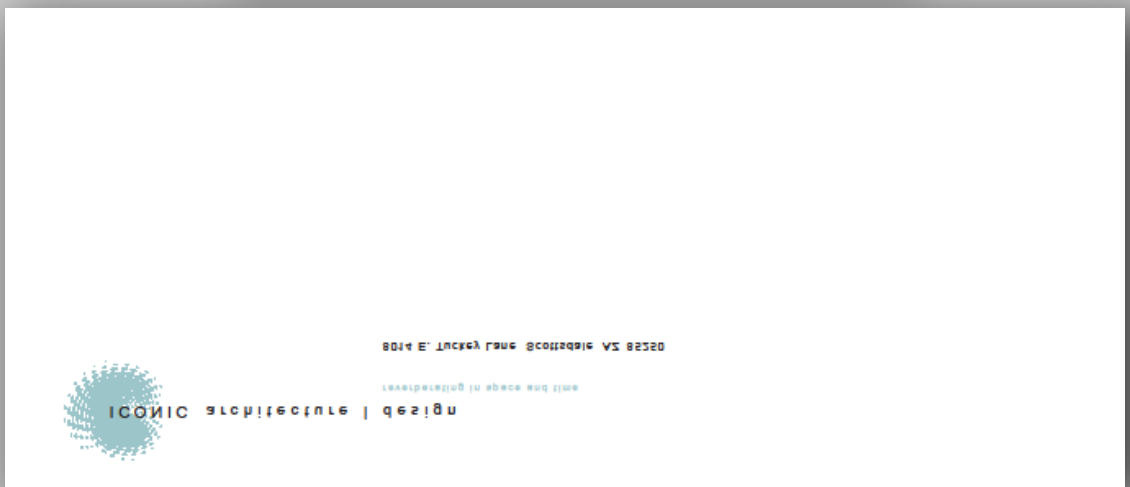 ICONIC architecture | design
reverberating in space and time
8014 E. Tuckey Lane Scottsdale AZ 85250